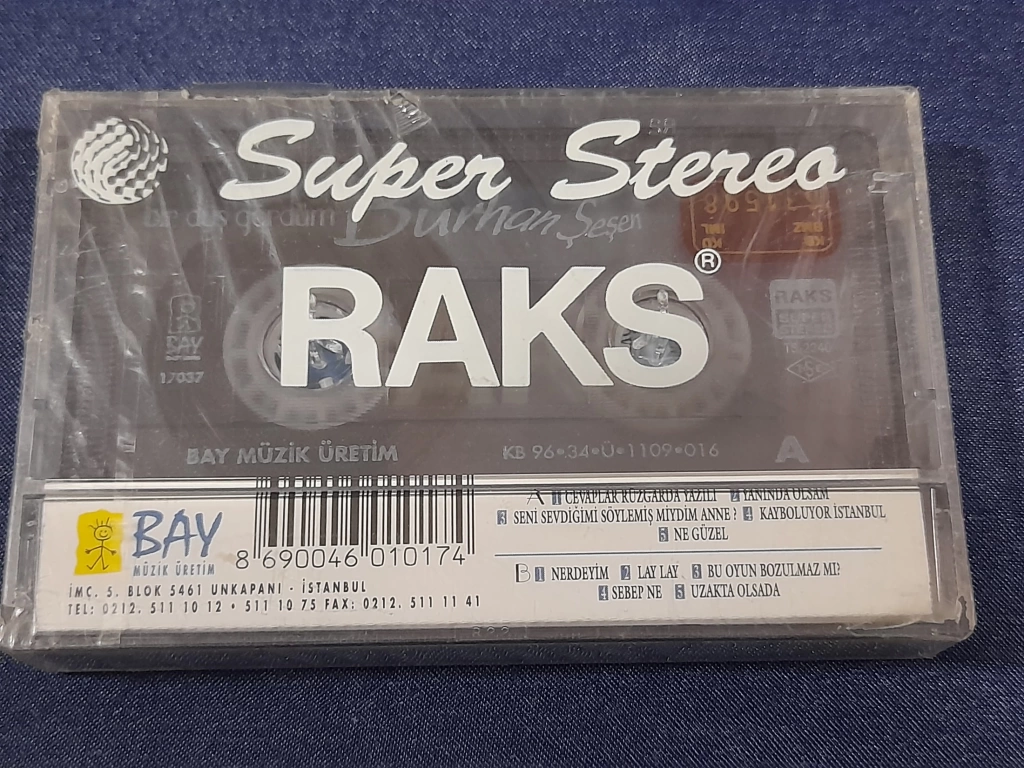 Super Stereo
bir düş gördüm Burhan Şeşen
RAKS®
RAKS
BAY
17037
BAY MÜZİK ÜRETİM KB 96•34•Ü•1109•016 A
A 1 CEVAPLAR RÜZGARDA YAZILI 2 YANINDA OLSAM
3 SENİ SEVDİĞİMİ SÖYLEMİŞ MİYDİM ANNE ? 4 KAYBOLUYOR İSTANBUL
5 NE GÜZEL
BAY
MÜZİK ÜRETİM
8 690046 010174
B 1 NERDEYİM 2 LAY LAY 3 BU OYUN BOZULMAZ MI?
4 SEBEP NE 5 UZAKTA OLSADA
İMC. 5. BLOK 5461 UNKAPANI - İSTANBUL
TEL: 0212. 511 10 12 • 511 10 75 FAX: 0212. 511 11 41